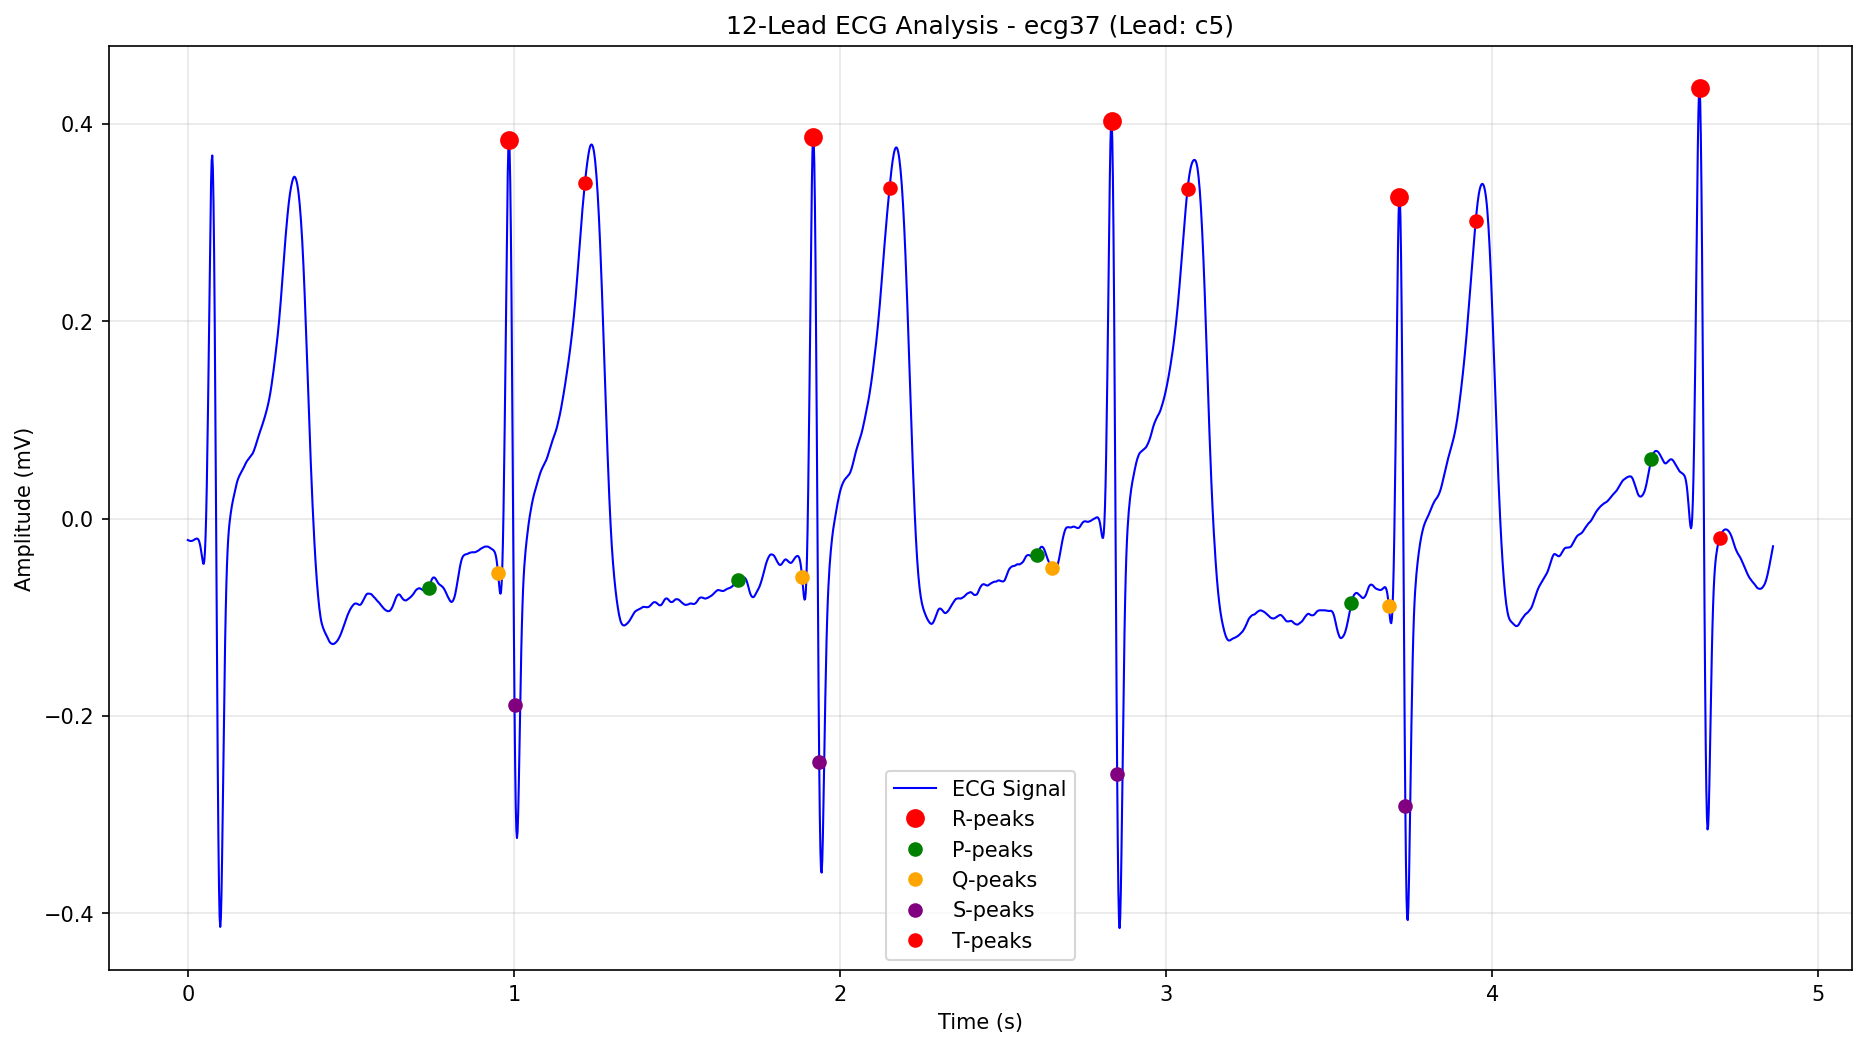 12-Lead ECG Analysis - ecg37 (Lead: c5)
Amplitude (mV)
0.4
0.2
0.0
−0.2
−0.4
ECG Signal
R-peaks
P-peaks
Q-peaks
S-peaks
T-peaks
0 1 2 3 4 5
Time (s)